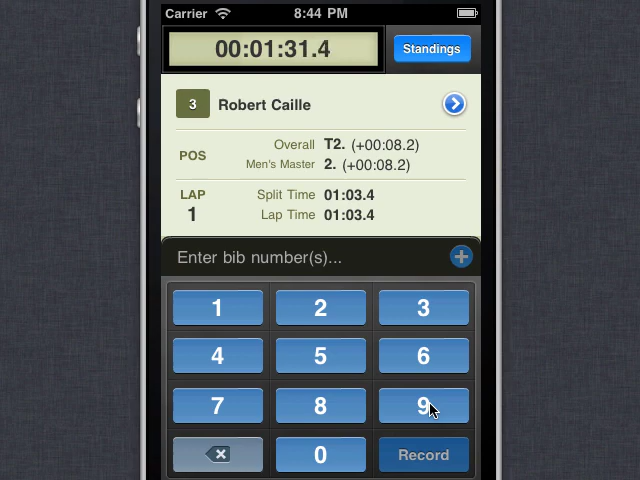 Carrier 8:44 PM
00:01:31.4 Standings
3 Robert Caille
POS Overall T2. (+00:08.2)
Men's Master 2. (+00:08.2)
LAP Split Time 01:03.4
1 Lap Time 01:03.4
Enter bib number(s)...
1 2 3
4 5 6
7 8 9
0 Record